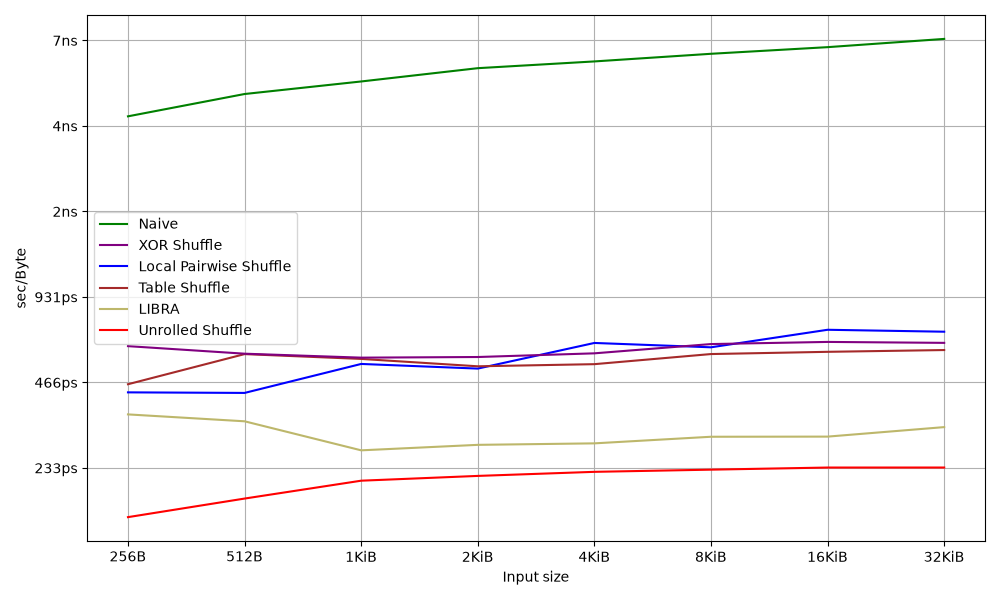 7ns
4ns
2ns
931ps
466ps
233ps
sec/Byte
Naive
XOR Shuffle
Local Pairwise Shuffle
Table Shuffle
LIBRA
Unrolled Shuffle
256B 512B 1KiB 2KiB 4KiB 8KiB 16KiB 32KiB
Input size